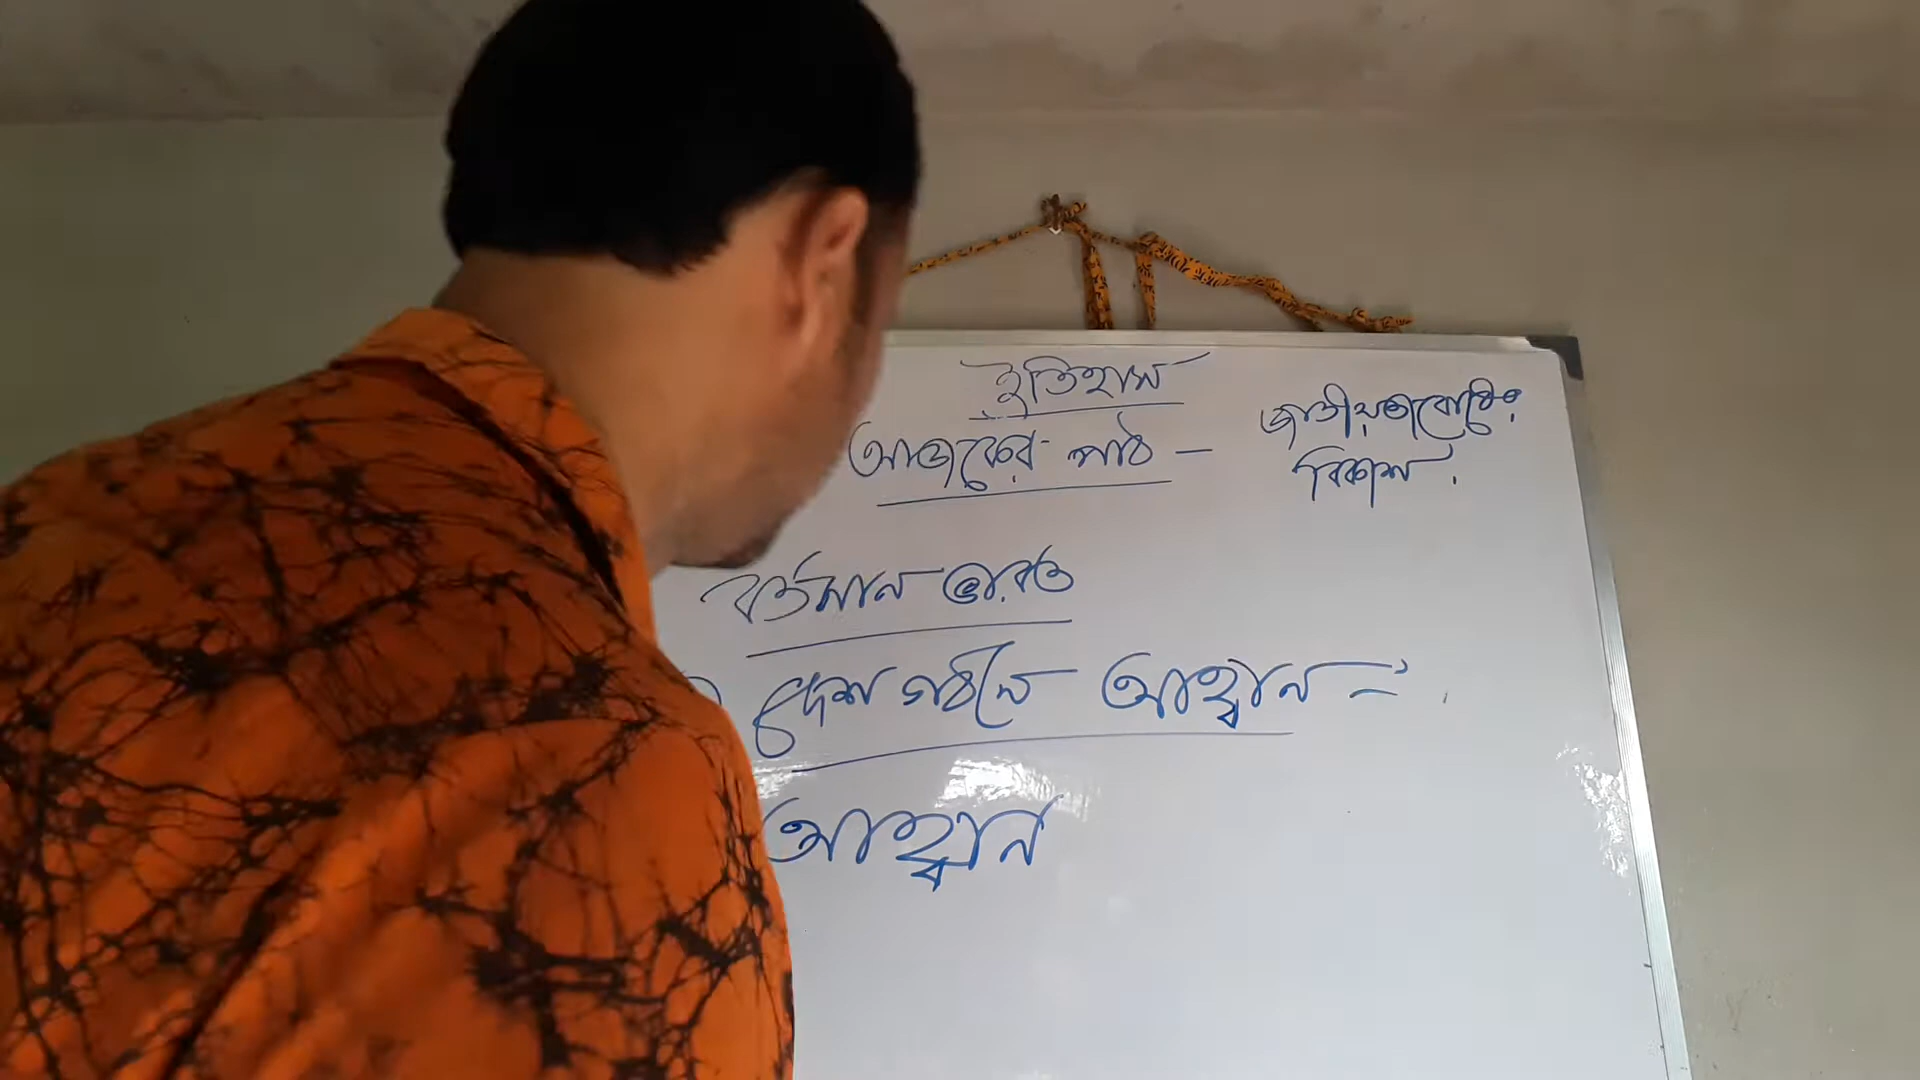 ইতিহাস
আজকের পাঠ – জাতীয়তাবোধের
বিকাশ .
বর্তমান ভারত
দেশ গঠনে আহ্বান =>
আহ্বান